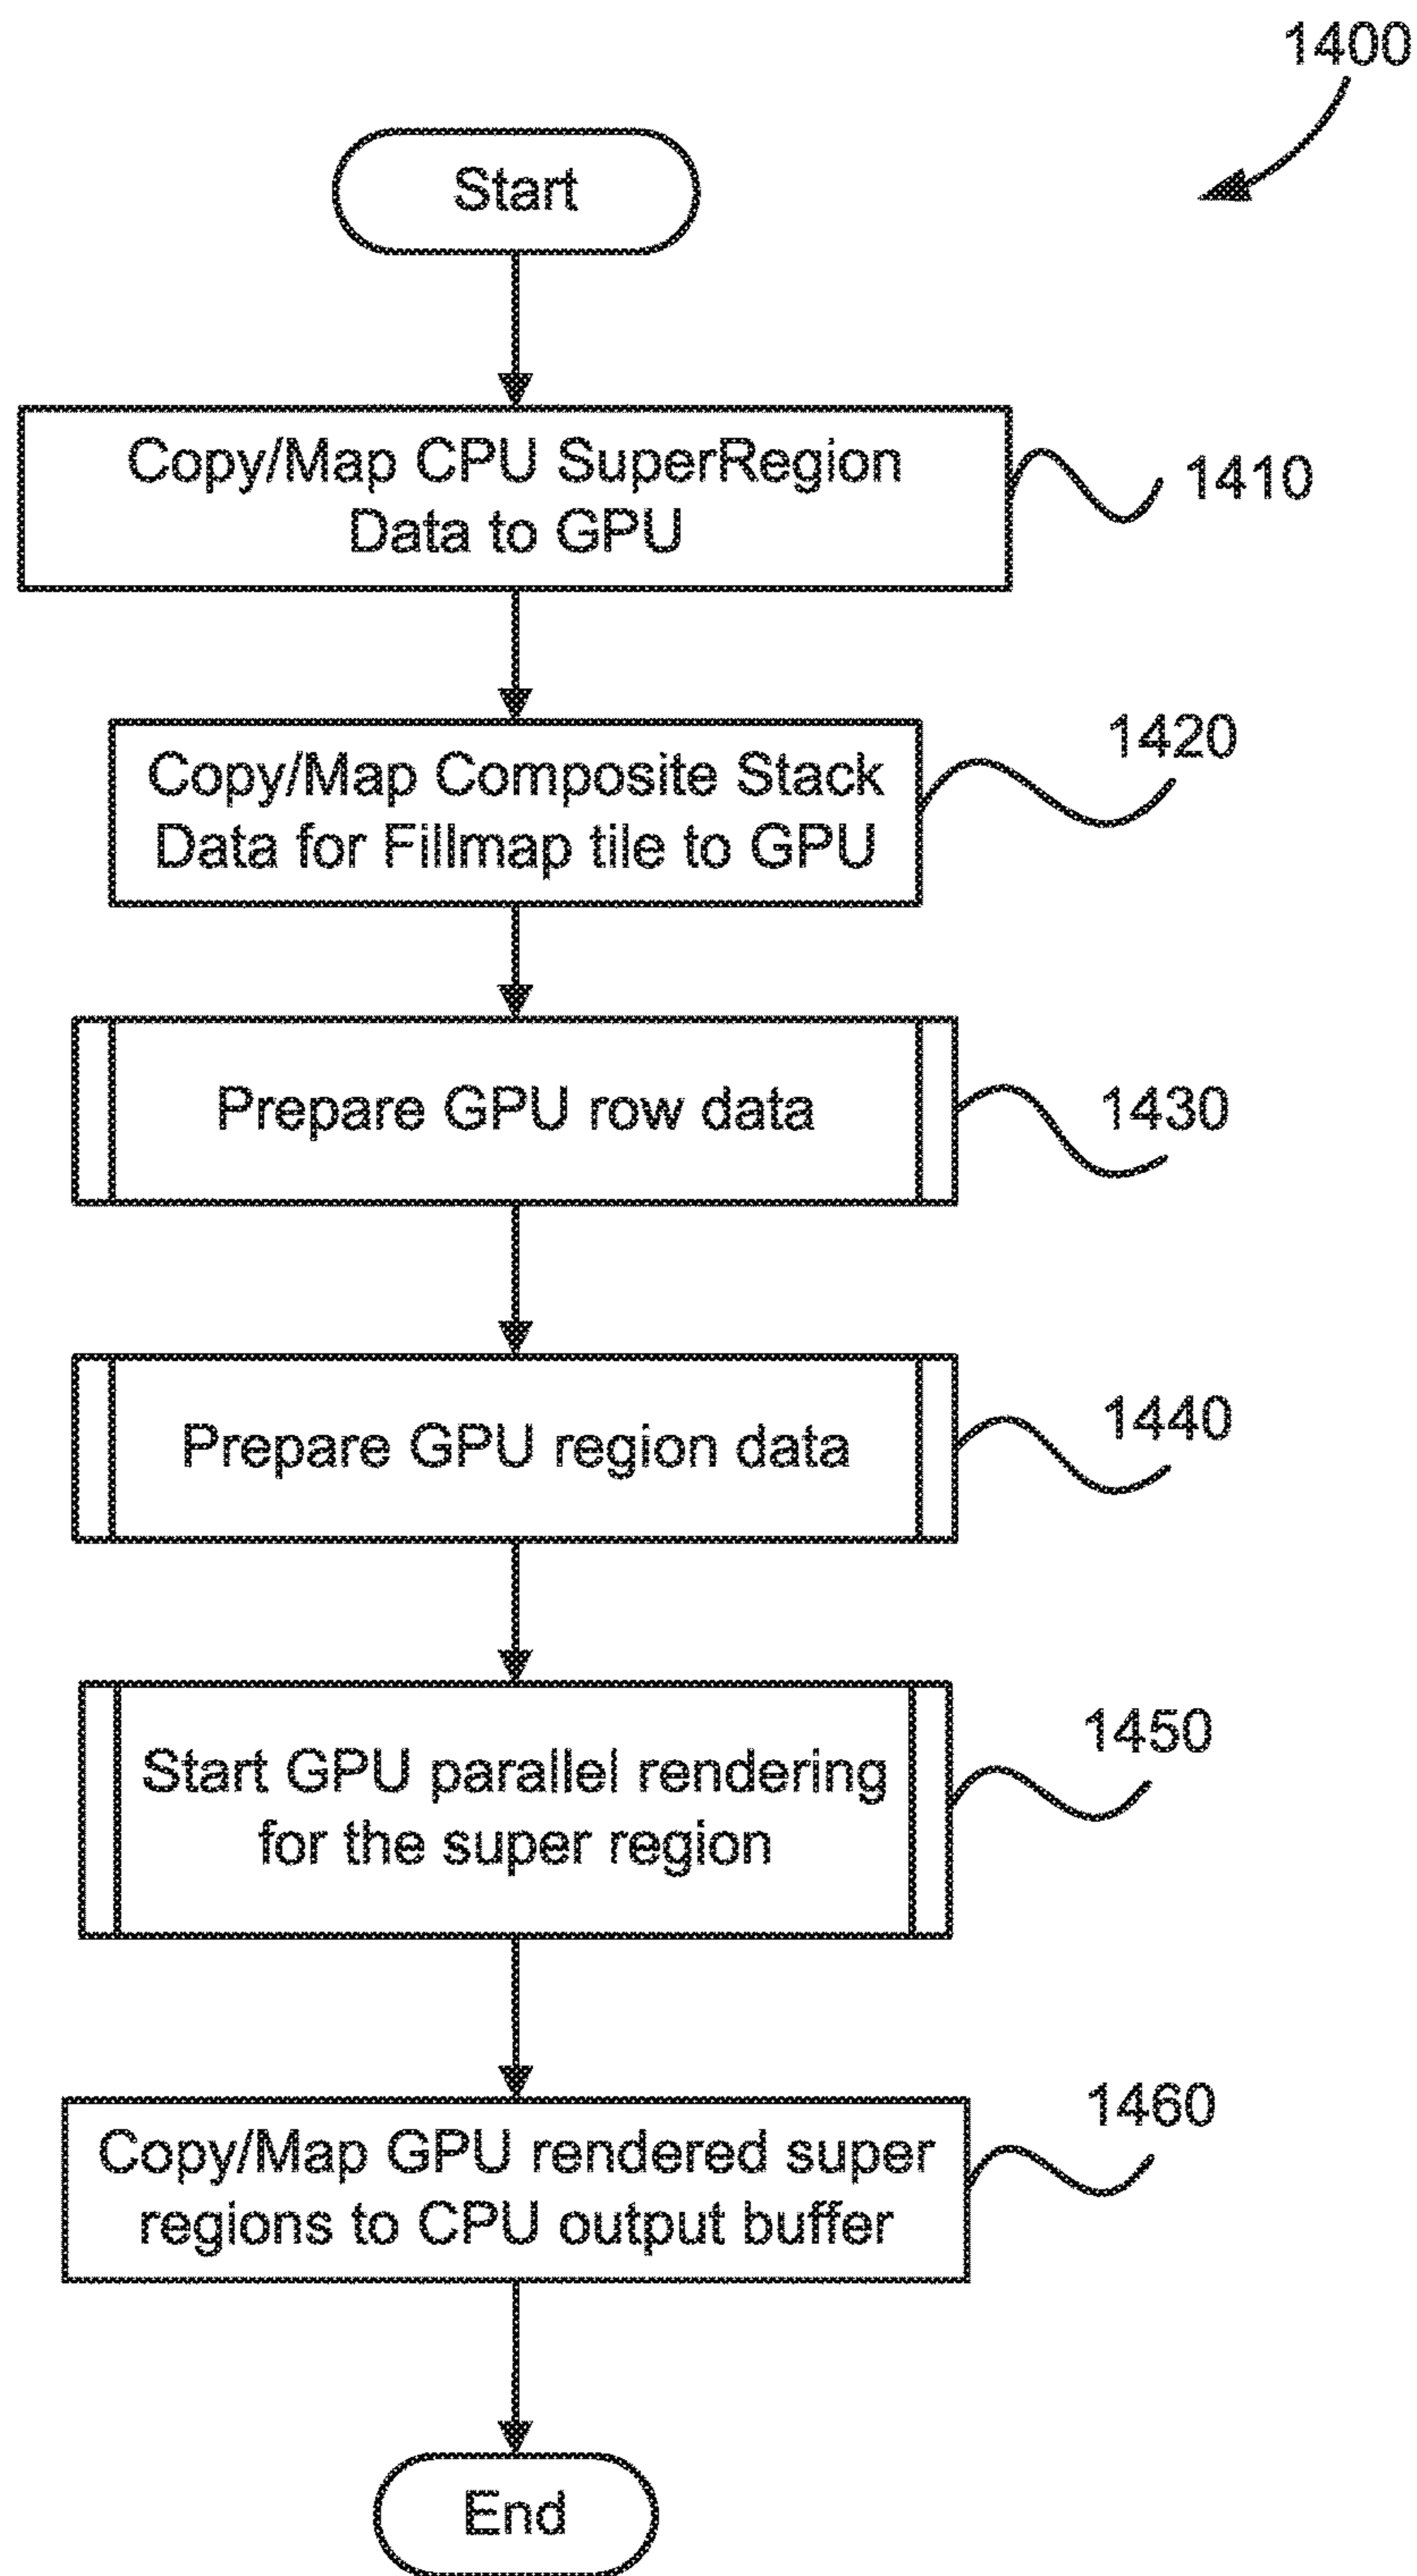 1400
Start
Copy/Map CPU SuperRegion
Data to GPU
1410
Copy/Map Composite Stack
Data for Fillmap tile to GPU
1420
Prepare GPU row data
1430
Prepare GPU region data
1440
Start GPU parallel rendering
for the super region
1450
Copy/Map GPU rendered super
regions to CPU output buffer
1460
End